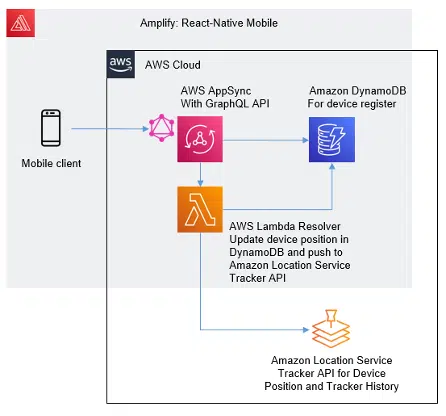 Amplify: React-Native Mobile
aws
AWS Cloud
AWS AppSync
With GraphQL API
Amazon DynamoDB
For device register
Mobile client
AWS Lambda Resolver
Update device position in
DynamoDB and push to
Amazon Location Service
Tracker API
Amazon Location Service
Tracker API for Device
Position and Tracker History